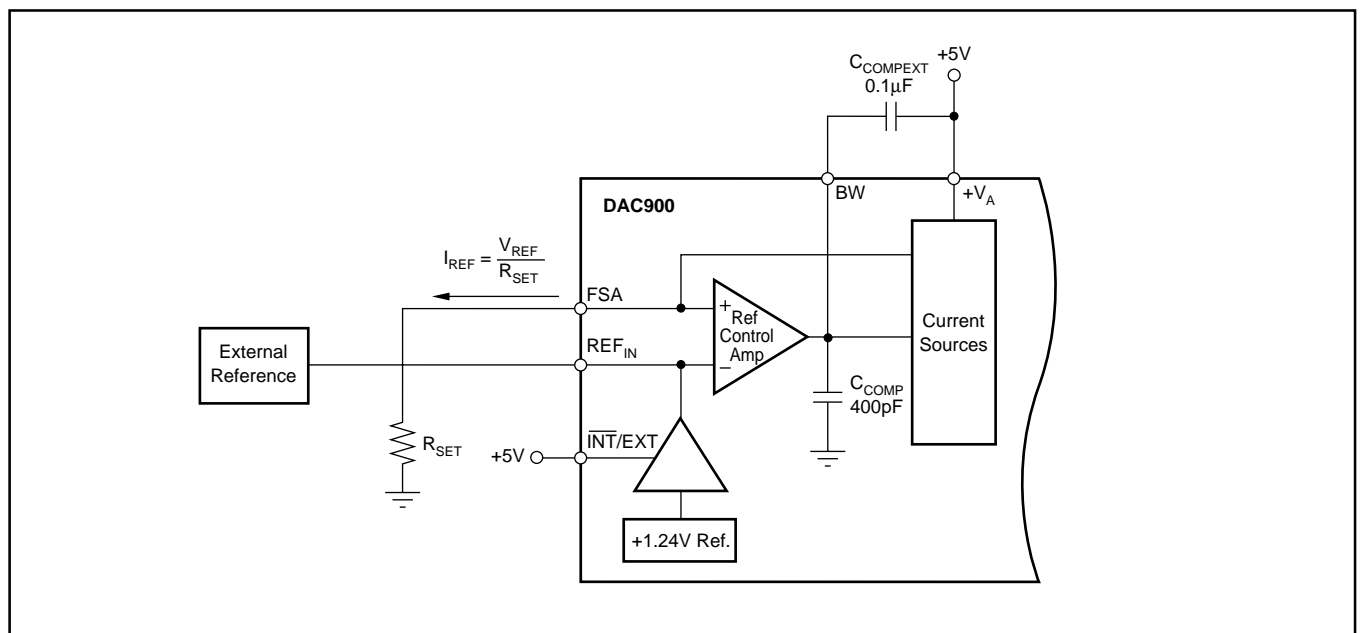 C_COMPEXT
0.1µF
+5V
BW
+V_A
DAC900
I_REF = V_REF / R_SET
FSA
+
Ref
Control
Amp
−
Current
Sources
External
Reference
REF_IN
C_COMP
400pF
R_SET
+5V
I̅N̅T̅/EXT
+1.24V Ref.